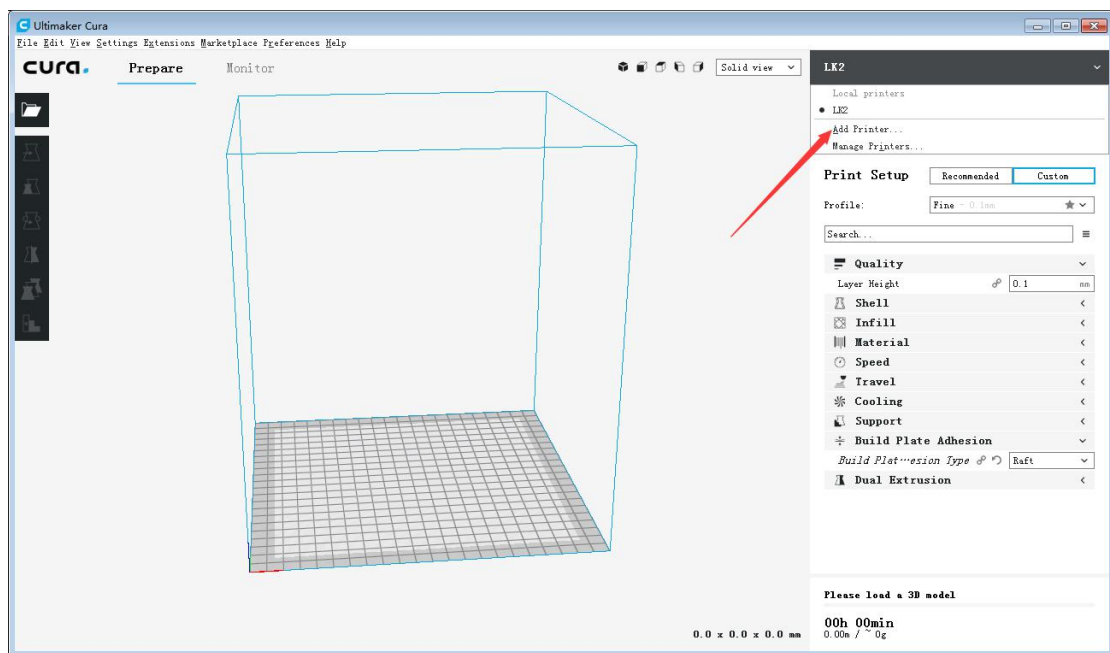 Ultimaker Cura
File Edit View Settings Extensions Marketplace Preferences Help
cura. Prepare Monitor Solid view LK2
Local printers
LK2
Add Printer...
Manage Printers...
Print Setup Recommended Custom
Profile: Fine - 0.1mm
Search...
Quality
Layer Height 0.1 mm
Shell
Infill
Material
Speed
Travel
Cooling
Support
Build Plate Adhesion
Build Plat…esion Type Raft
Dual Extrusion
Please load a 3D model
00h 00min
0.0 x 0.0 x 0.0 mm 0.00m / ~ 0g